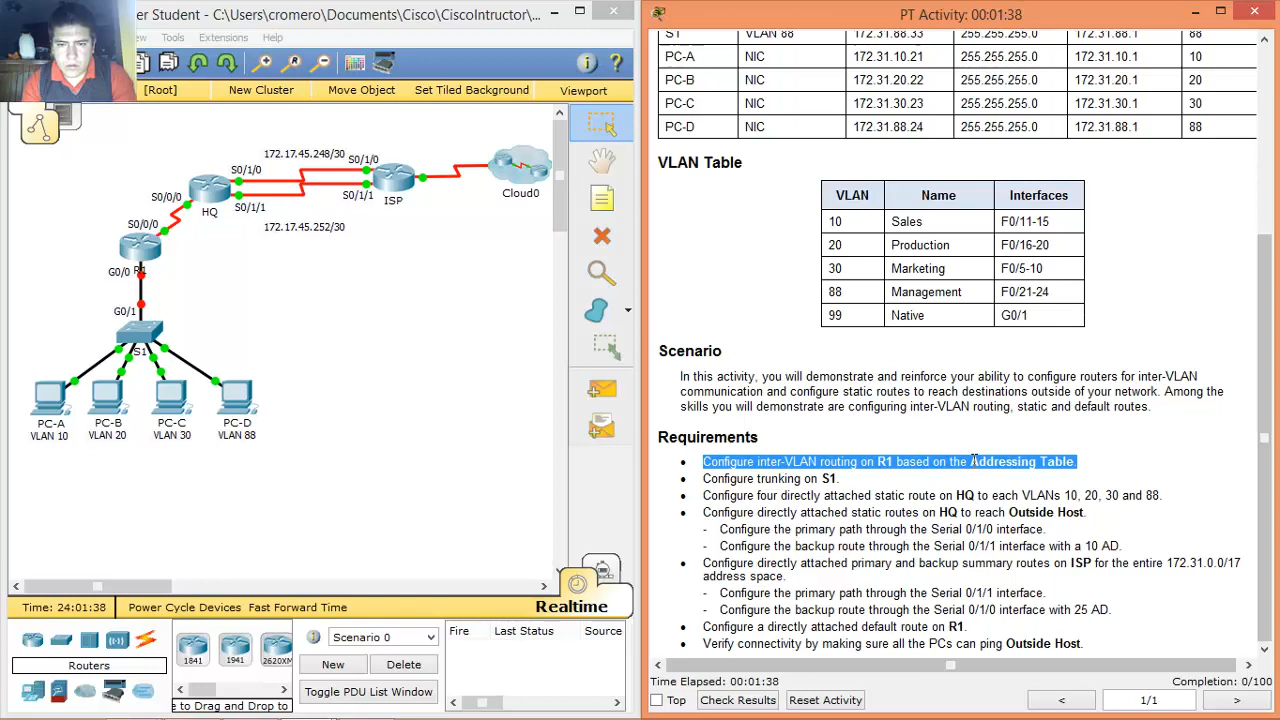 er Student - C:\Users\cromero\Documents\Cisco\CiscoIntructor\...
Tools Extensions Help
[Root] New Cluster Move Object Set Tiled Background Viewport
172.17.45.248/30
S0/1/0
S0/1/0
Cloud0
S0/0/0
S0/1/1
S0/1/1
ISP
HQ
172.17.45.252/30
S0/0/0
G0/0
R1
G0/1
S1
PC-A PC-B PC-C PC-D
VLAN 10 VLAN 20 VLAN 30 VLAN 88
Time: 24:01:38 Power Cycle Devices Fast Forward Time
Realtime
Routers
1841 1941 2620XM
e to Drag and Drop to
Scenario 0
New Delete
Toggle PDU List Window
Fire Last Status Source
PT Activity: 00:01:38
S1 VLAN 88 172.31.88.33 255.255.255.0 172.31.88.1 88
PC-A NIC 172.31.10.21 255.255.255.0 172.31.10.1 10
PC-B NIC 172.31.20.22 255.255.255.0 172.31.20.1 20
PC-C NIC 172.31.30.23 255.255.255.0 172.31.30.1 30
PC-D NIC 172.31.88.24 255.255.255.0 172.31.88.1 88
VLAN Table
VLAN Name Interfaces
10 Sales F0/11-15
20 Production F0/16-20
30 Marketing F0/5-10
88 Management F0/21-24
99 Native G0/1
Scenario
In this activity, you will demonstrate and reinforce your ability to configure routers for inter-VLAN
communication and configure static routes to reach destinations outside of your network. Among the
skills you will demonstrate are configuring inter-VLAN routing, static and default routes.
Requirements
• Configure inter-VLAN routing on R1 based on the Addressing Table.
• Configure trunking on S1.
• Configure four directly attached static route on HQ to each VLANs 10, 20, 30 and 88.
• Configure directly attached static routes on HQ to reach Outside Host.
- Configure the primary path through the Serial 0/1/0 interface.
- Configure the backup route through the Serial 0/1/1 interface with a 10 AD.
• Configure directly attached primary and backup summary routes on ISP for the entire 172.31.0.0/17
address space.
- Configure the primary path through the Serial 0/1/1 interface.
- Configure the backup route through the Serial 0/1/0 interface with 25 AD.
• Configure a directly attached default route on R1.
• Verify connectivity by making sure all the PCs can ping Outside Host.
Time Elapsed: 00:01:38 Completion: 0/100
Top Check Results Reset Activity < 1/1 >